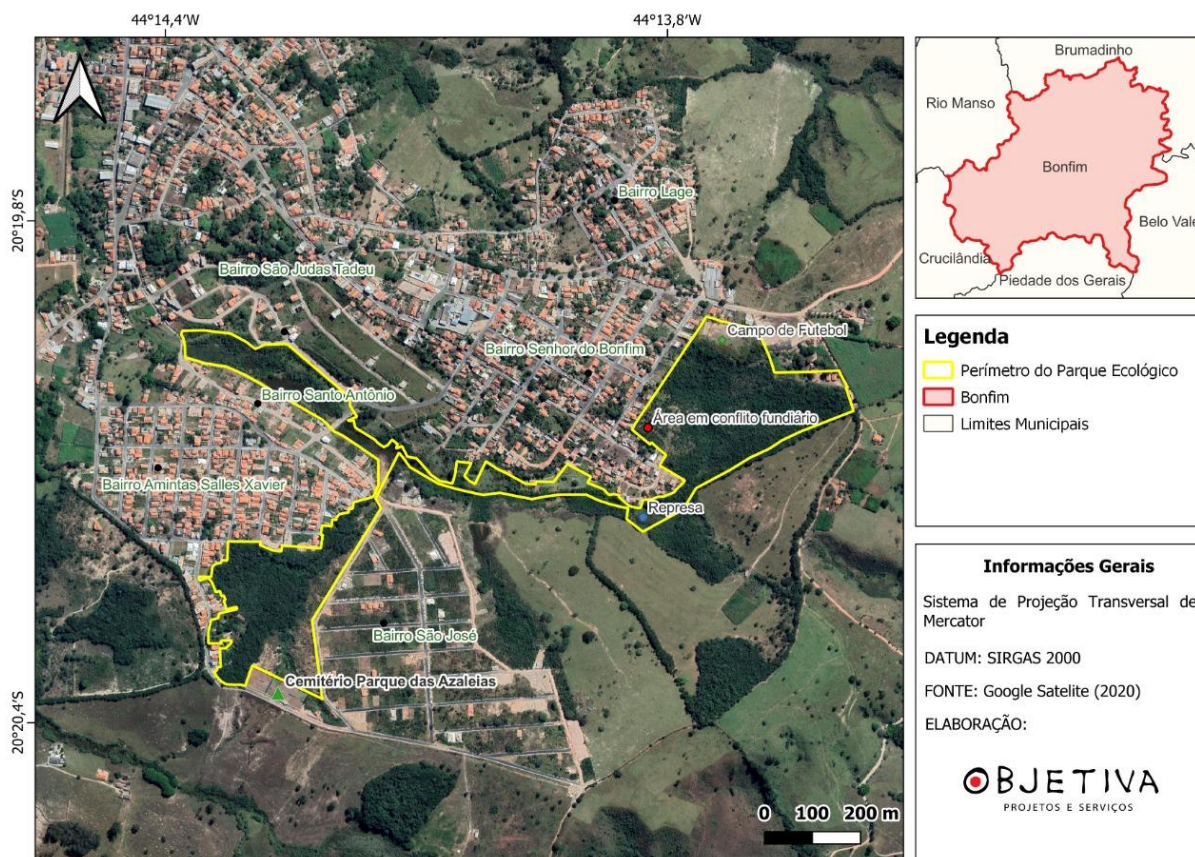 44°14,4'W
44°13,8'W
20°19,8'S
20°20,4'S
Bairro Lage
Bairro São Judas Tadeu
Campo de Futebol
Bairro Senhor do Bonfim
Bairro Santo Antônio
Área em conflito fundiário
Bairro Amintas Salles Xavier
Represa
Bairro São José
Cemitério Parque das Azaleias
0 100 200 m
Brumadinho
Rio Manso
Bonfim
Belo Vale
Crucilândia
Piedade dos Gerais
Legenda
Perímetro do Parque Ecológico
Bonfim
Limites Municipais
Informações Gerais
Sistema de Projeção Transversal de
Mercator
DATUM: SIRGAS 2000
FONTE: Google Satelite (2020)
ELABORAÇÃO:
OBJETIVA
PROJETOS E SERVIÇOS